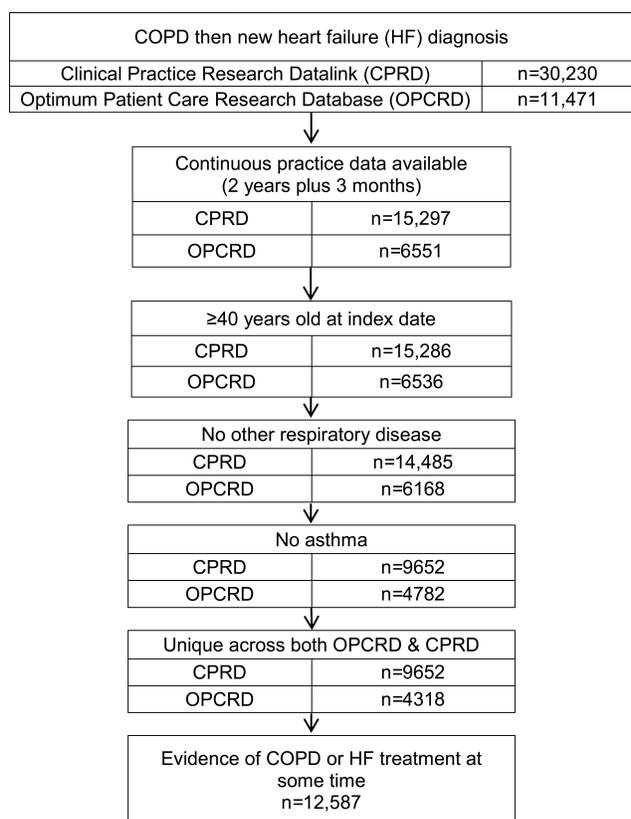 COPD then new heart failure (HF) diagnosis
Clinical Practice Research Datalink (CPRD) n=30,230
Optimum Patient Care Research Database (OPCRD) n=11,471
Continuous practice data available
(2 years plus 3 months)
CPRD n=15,297
OPCRD n=6551
≥40 years old at index date
CPRD n=15,286
OPCRD n=6536
No other respiratory disease
CPRD n=14,485
OPCRD n=6168
No asthma
CPRD n=9652
OPCRD n=4782
Unique across both OPCRD & CPRD
CPRD n=9652
OPCRD n=4318
Evidence of COPD or HF treatment at
some time
n=12,587